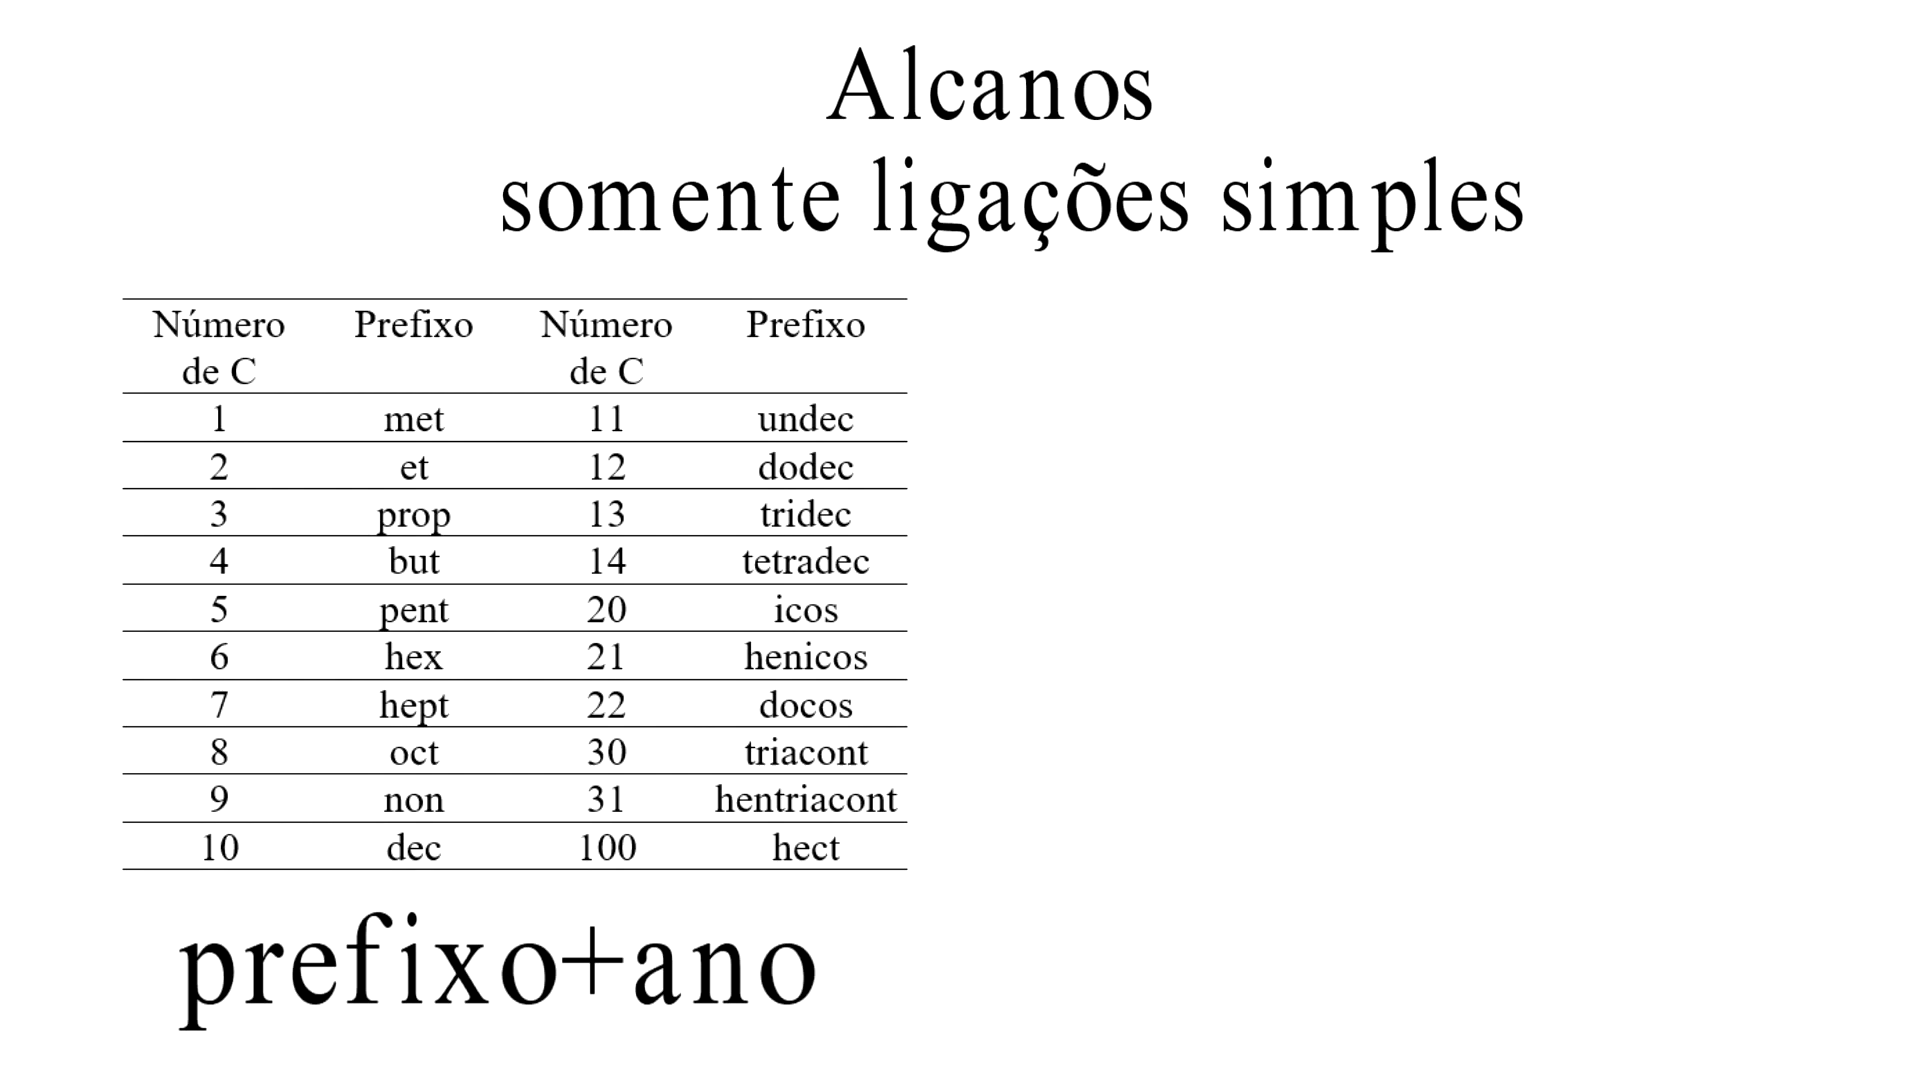 Alcanos
somente ligações simples
Número de C Prefixo Número de C Prefixo
1 met 11 undec
2 et 12 dodec
3 prop 13 tridec
4 but 14 tetradec
5 pent 20 icos
6 hex 21 henicos
7 hept 22 docos
8 oct 30 triacont
9 non 31 hentriacont
10 dec 100 hect
prefixo+ano